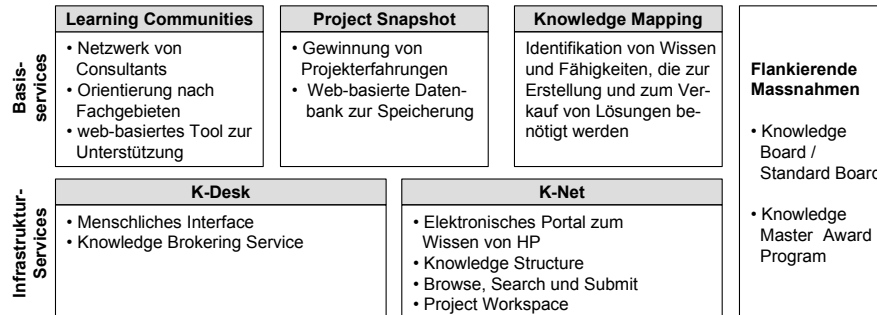 Basis-
services
Learning Communities
• Netzwerk von
Consultants
• Orientierung nach
Fachgebieten
• web-basiertes Tool zur
Unterstützung
Project Snapshot
• Gewinnung von
Projekterfahrungen
• Web-basierte Daten-
bank zur Speicherung
Knowledge Mapping
Identifikation von Wissen
und Fähigkeiten, die zur
Erstellung und zum Ver-
kauf von Lösungen be-
nötigt werden
Infrastruktur-
Services
K-Desk
• Menschliches Interface
• Knowledge Brokering Service
K-Net
• Elektronisches Portal zum
Wissen von HP
• Knowledge Structure
• Browse, Search und Submit
• Project Workspace
Flankierende
Massnahmen
• Knowledge
Board /
Standard Board
• Knowledge
Master Award
Program